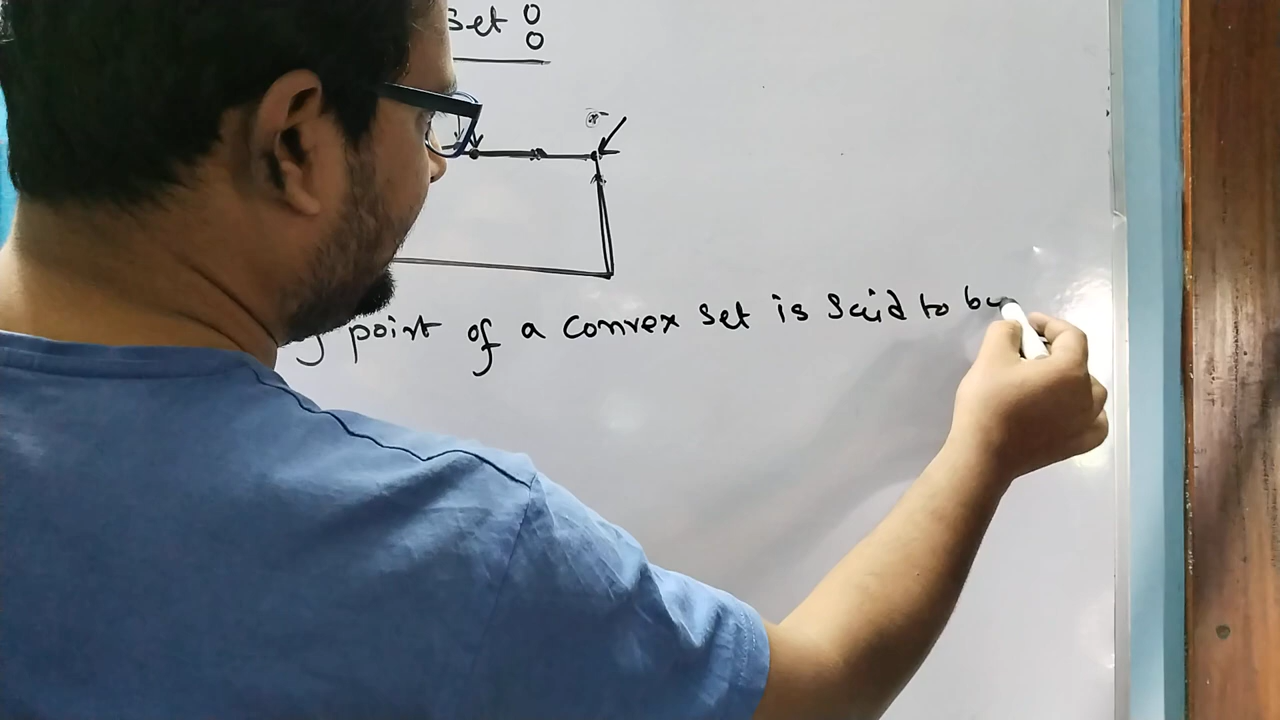 set :
x
point of a convex set is said to be